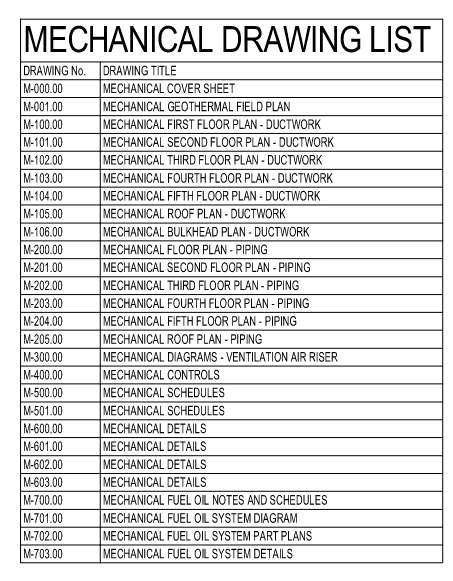 MECHANICAL DRAWING LIST
DRAWING No. DRAWING TITLE
M-000.00 MECHANICAL COVER SHEET
M-001.00 MECHANICAL GEOTHERMAL FIELD PLAN
M-100.00 MECHANICAL FIRST FLOOR PLAN - DUCTWORK
M-101.00 MECHANICAL SECOND FLOOR PLAN - DUCTWORK
M-102.00 MECHANICAL THIRD FLOOR PLAN - DUCTWORK
M-103.00 MECHANICAL FOURTH FLOOR PLAN - DUCTWORK
M-104.00 MECHANICAL FIFTH FLOOR PLAN - DUCTWORK
M-105.00 MECHANICAL ROOF PLAN - DUCTWORK
M-106.00 MECHANICAL BULKHEAD PLAN - DUCTWORK
M-200.00 MECHANICAL FLOOR PLAN - PIPING
M-201.00 MECHANICAL SECOND FLOOR PLAN - PIPING
M-202.00 MECHANICAL THIRD FLOOR PLAN - PIPING
M-203.00 MECHANICAL FOURTH FLOOR PLAN - PIPING
M-204.00 MECHANICAL FIFTH FLOOR PLAN - PIPING
M-205.00 MECHANICAL ROOF PLAN - PIPING
M-300.00 MECHANICAL DIAGRAMS - VENTILATION AIR RISER
M-400.00 MECHANICAL CONTROLS
M-500.00 MECHANICAL SCHEDULES
M-501.00 MECHANICAL SCHEDULES
M-600.00 MECHANICAL DETAILS
M-601.00 MECHANICAL DETAILS
M-602.00 MECHANICAL DETAILS
M-603.00 MECHANICAL DETAILS
M-700.00 MECHANICAL FUEL OIL NOTES AND SCHEDULES
M-701.00 MECHANICAL FUEL OIL SYSTEM DIAGRAM
M-702.00 MECHANICAL FUEL OIL SYSTEM PART PLANS
M-703.00 MECHANICAL FUEL OIL SYSTEM DETAILS